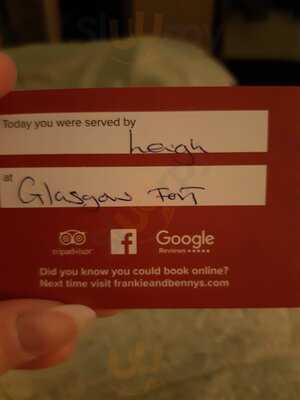 Today you were served by
Leigh
at
Glasgow Fort
tripadvisor
f
Google
Reviews ★★★★★
Did you know you could book online?
Next time visit frankieandbennys.com